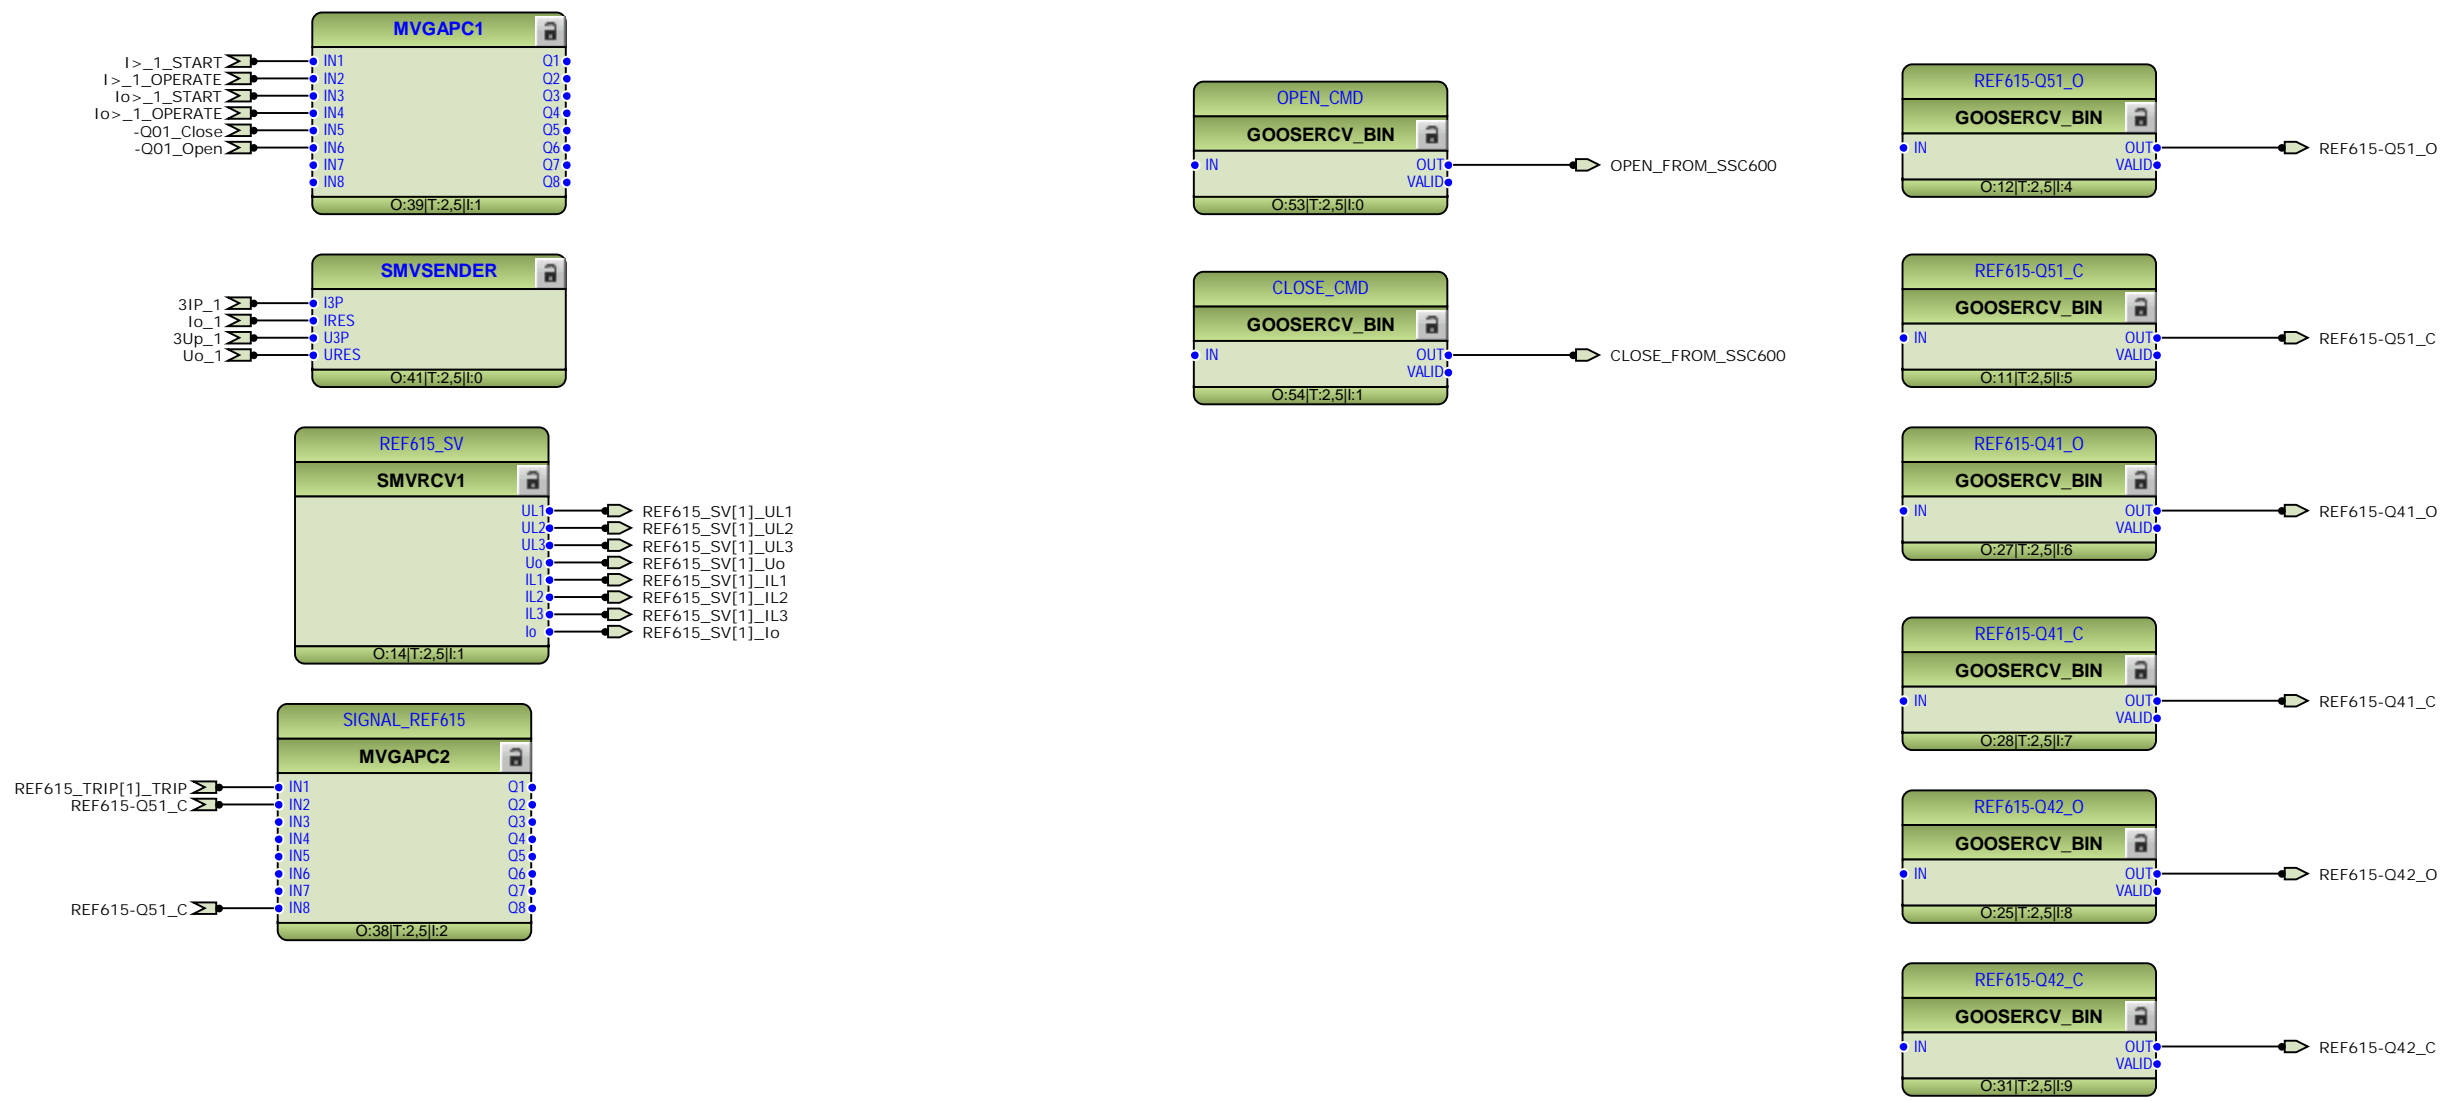 MVGAPC1
I>_1_START IN1 Q1
I>_1_OPERATE IN2 Q2
Io>_1_START IN3 Q3
Io>_1_OPERATE IN4 Q4
-Q01_Close IN5 Q5
-Q01_Open IN6 Q6
IN7 Q7
IN8 Q8
O:39|T:2,5|I:1
SMVSENDER
3IP_1 I3P
Io_1 IRES
3Up_1 U3P
Uo_1 URES
O:41|T:2,5|I:0
REF615_SV
SMVRCV1
UL1 REF615_SV[1]_UL1
UL2 REF615_SV[1]_UL2
UL3 REF615_SV[1]_UL3
Uo REF615_SV[1]_Uo
IL1 REF615_SV[1]_IL1
IL2 REF615_SV[1]_IL2
IL3 REF615_SV[1]_IL3
Io REF615_SV[1]_Io
O:14|T:2,5|I:1
SIGNAL_REF615
MVGAPC2
REF615_TRIP[1]_TRIP IN1 Q1
REF615-Q51_C IN2 Q2
IN3 Q3
IN4 Q4
IN5 Q5
IN6 Q6
IN7 Q7
REF615-Q51_C IN8 Q8
O:38|T:2,5|I:2
OPEN_CMD
GOOSERCV_BIN
IN OUT OPEN_FROM_SSC600
VALID
O:53|T:2,5|I:0
CLOSE_CMD
GOOSERCV_BIN
IN OUT CLOSE_FROM_SSC600
VALID
O:54|T:2,5|I:1
REF615-Q51_O
GOOSERCV_BIN
IN OUT REF615-Q51_O
VALID
O:12|T:2,5|I:4
REF615-Q51_C
GOOSERCV_BIN
IN OUT REF615-Q51_C
VALID
O:11|T:2,5|I:5
REF615-Q41_O
GOOSERCV_BIN
IN OUT REF615-Q41_O
VALID
O:27|T:2,5|I:6
REF615-Q41_C
GOOSERCV_BIN
IN OUT REF615-Q41_C
VALID
O:28|T:2,5|I:7
REF615-Q42_O
GOOSERCV_BIN
IN OUT REF615-Q42_O
VALID
O:25|T:2,5|I:8
REF615-Q42_C
GOOSERCV_BIN
IN OUT REF615-Q42_C
VALID
O:31|T:2,5|I:9